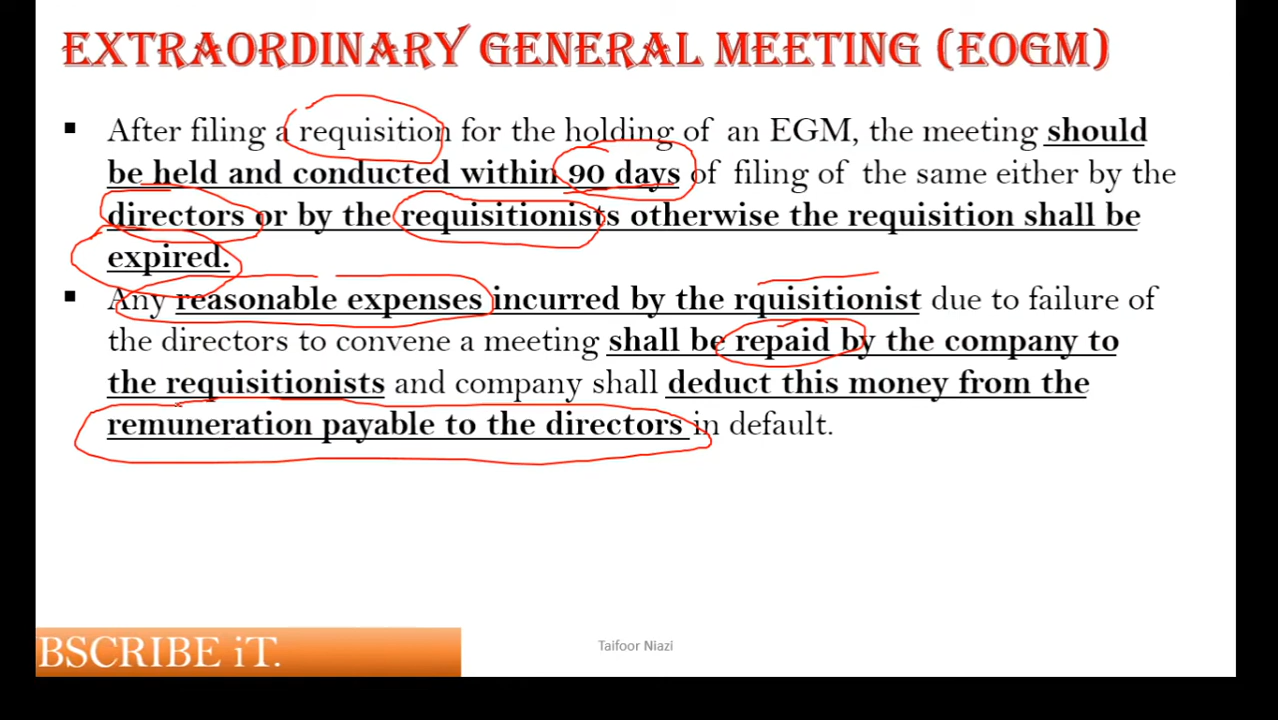 EXTRAORDINARY GENERAL MEETING (EOGM)
▪ After filing a requisition for the holding of an EGM, the meeting should
be held and conducted within 90 days of filing of the same either by the
directors or by the requisitionists otherwise the requisition shall be
expired.
▪ Any reasonable expenses incurred by the rquisitionist due to failure of
the directors to convene a meeting shall be repaid by the company to
the requisitionists and company shall deduct this money from the
remuneration payable to the directors in default.
BSCRIBE iT.
Taifoor Niazi